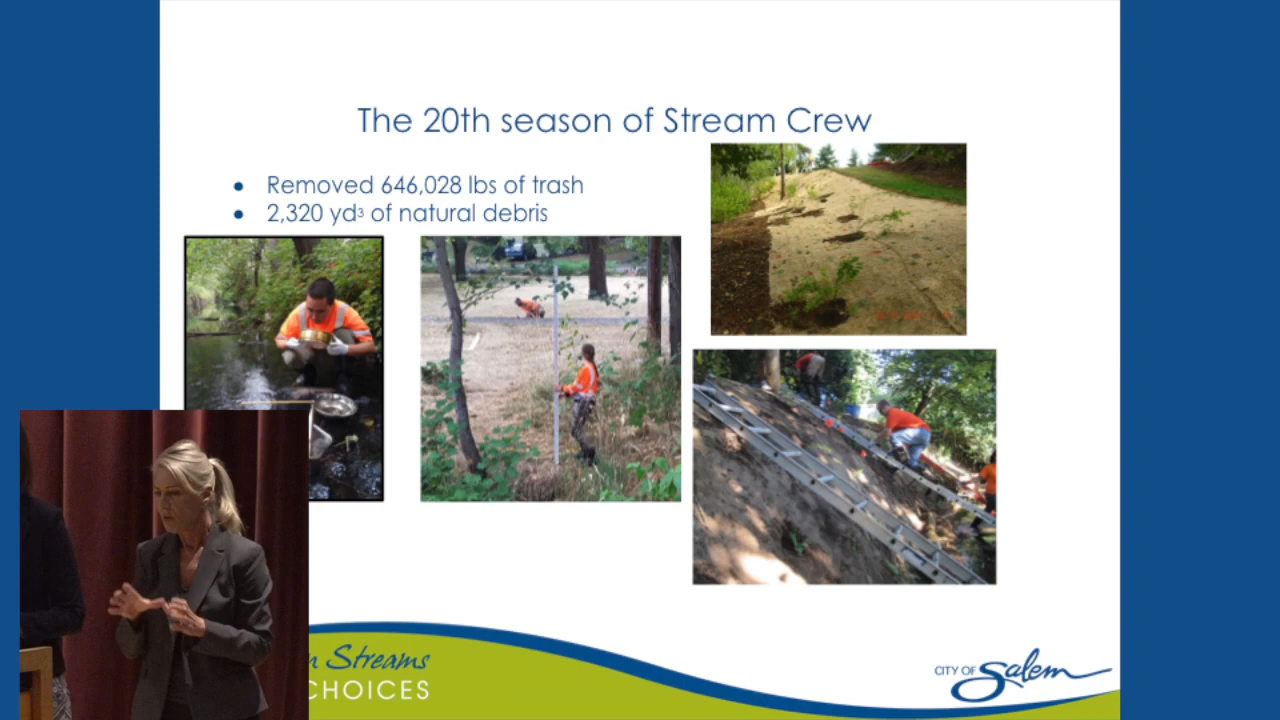 The 20th season of Stream Crew
• Removed 646,028 lbs of trash
• 2,320 yd³ of natural debris
Streams
CHOICES
CITY OF Salem